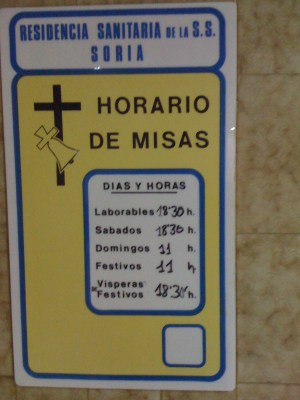 RESIDENCIA SANITARIA DE LA S.S.
SORIA
HORARIO
DE MISAS
DIAS Y HORAS
Laborables 18'30 h.
Sabados 18'30 h.
Domingos 11 h.
Festivos 11 h
Visperas
de Festivos 18'30 h.